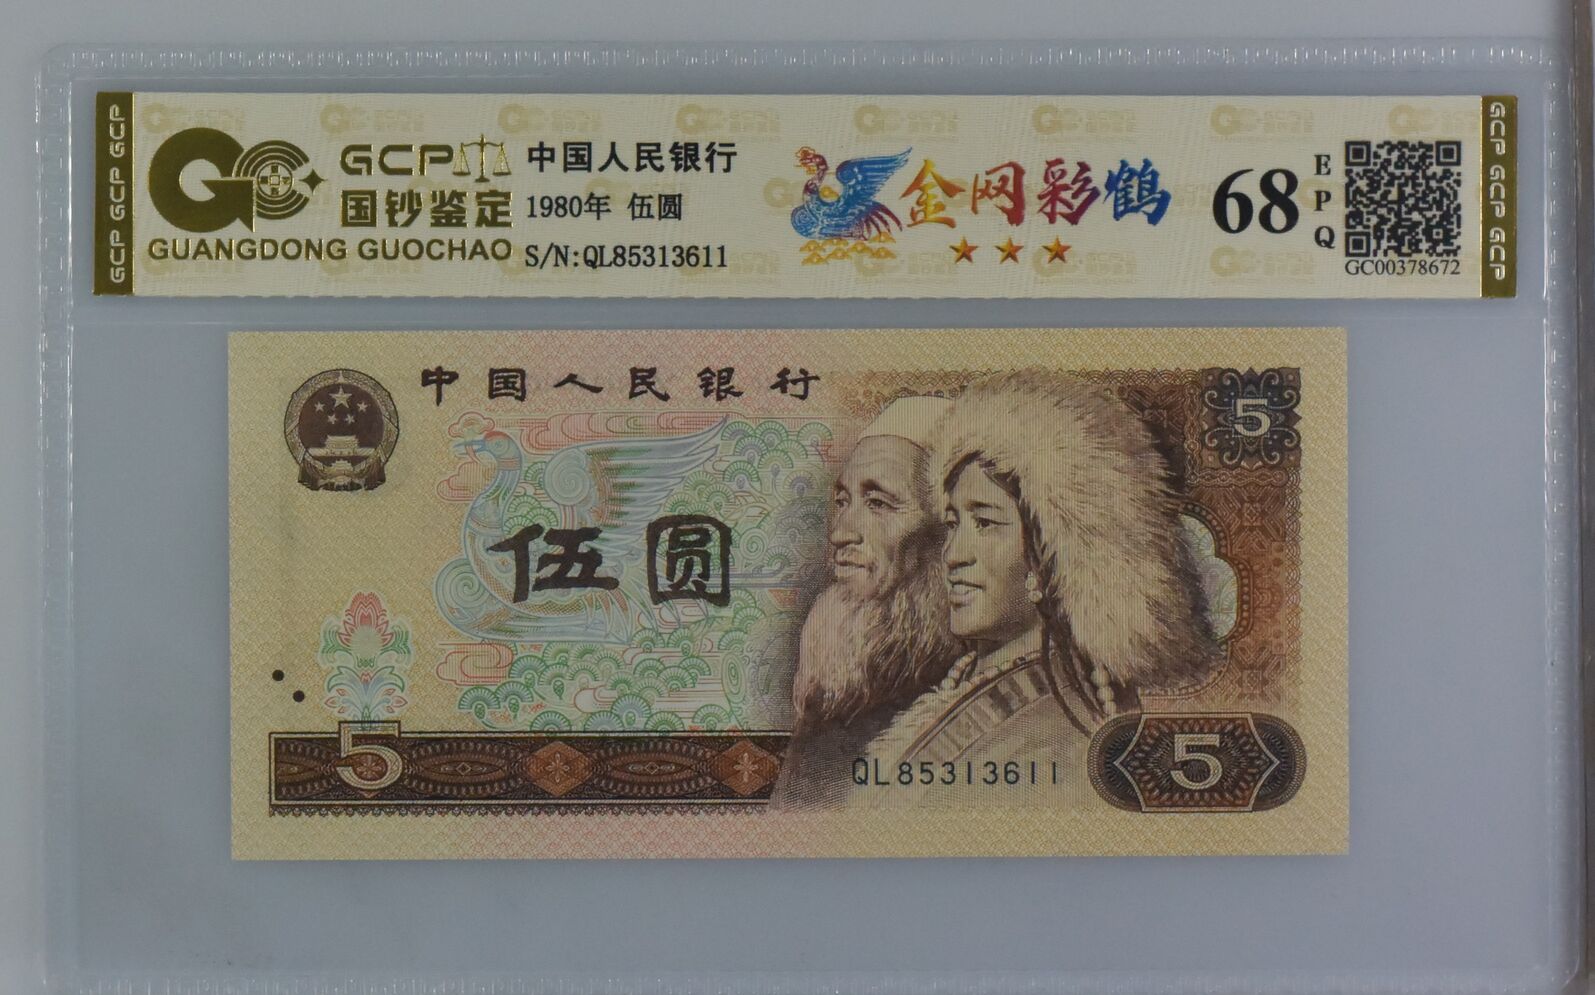 GCP GCP GCP
GCP
国钞鉴定
GUANGDONG GUOCHAO
中国人民银行
1980年 伍圆
S/N:QL85313611
金网彩鹤
★★★
68
EPQ
GC00378672
GCP GCP GCP
中国人民银行
5
伍圆
5
QL85313611
5